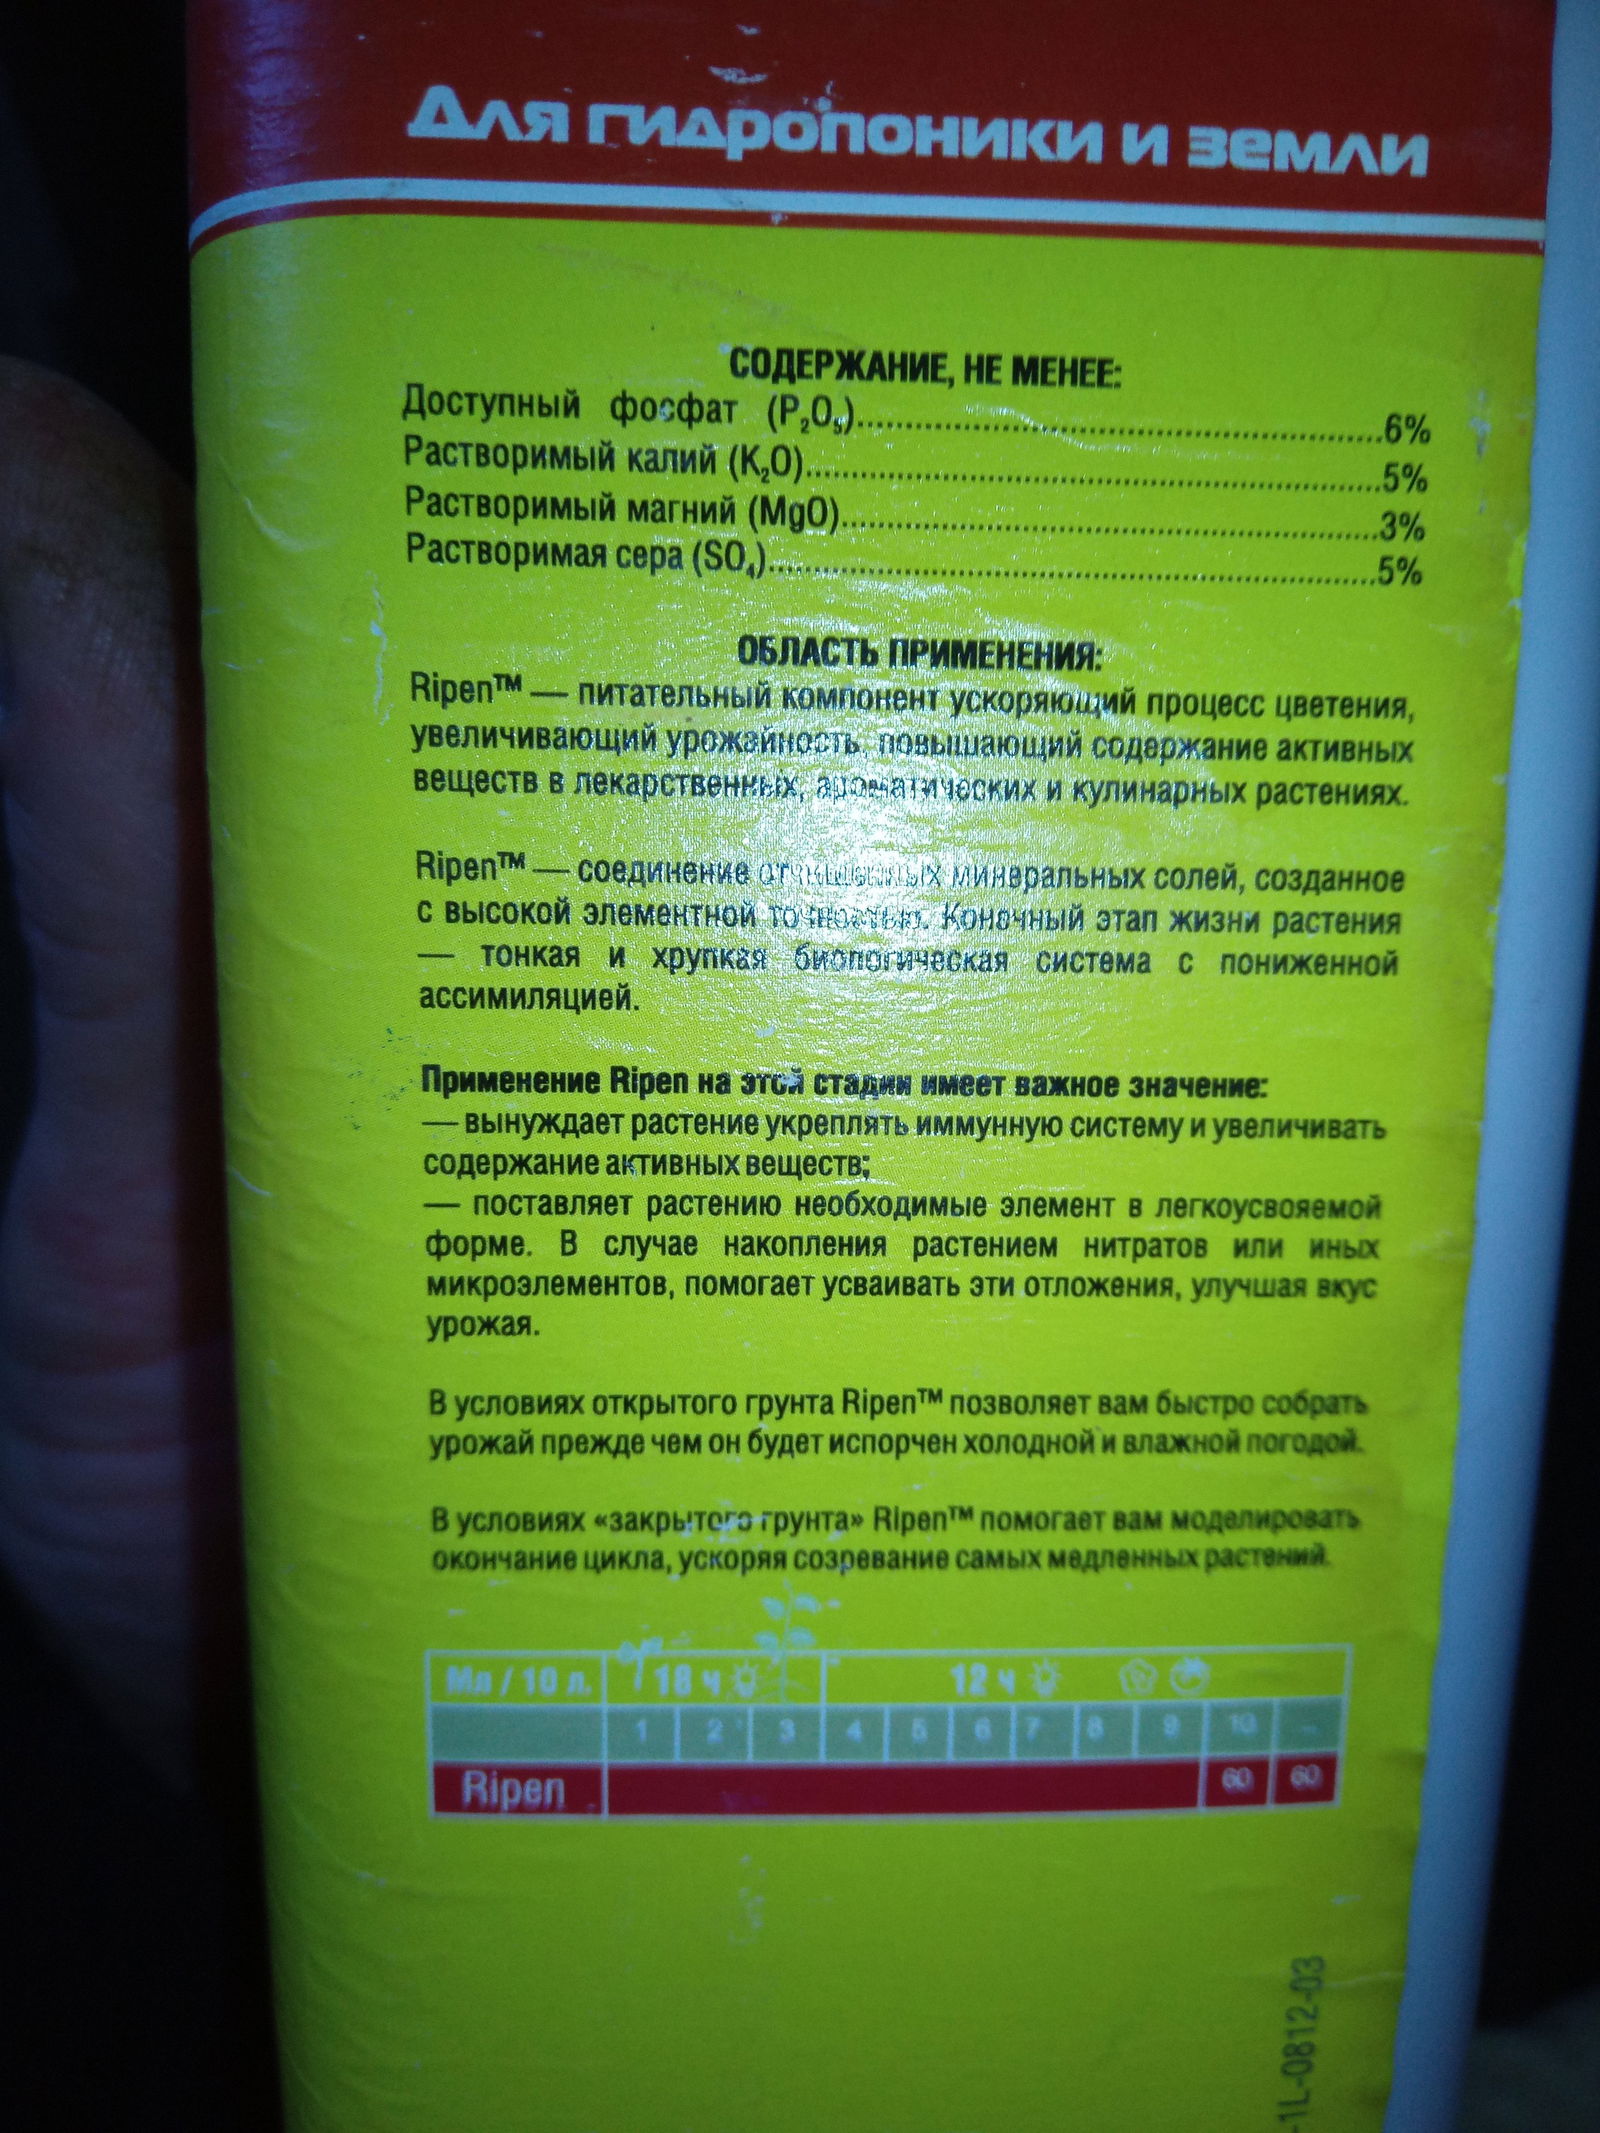 Для гидропоники и земли
СОДЕРЖАНИЕ, НЕ МЕНЕЕ:
Доступный фосфат (P₂O₅)........................................6%
Растворимый калий (K₂O)........................................5%
Растворимый магний (MgO)........................................3%
Растворимая сера (SO₄)........................................5%
ОБЛАСТЬ ПРИМЕНЕНИЯ:
Ripen™ — питательный компонент ускоряющий процесс цветения,
увеличивающий урожайность, повышающий содержание активных
веществ в лекарственных, ароматических и кулинарных растениях.
Ripen™ — соединение отчищенных минеральных солей, созданное
с высокой элементной точностью. Конечный этап жизни растения
— тонкая и хрупкая биологическая система с пониженной
ассимиляцией.
Применение Ripen на этой стадии имеет важное значение:
— вынуждает растение укреплять иммунную систему и увеличивать
содержание активных веществ;
— поставляет растению необходимые элемент в легкоусвояемой
форме. В случае накопления растением нитратов или иных
микроэлементов, помогает усваивать эти отложения, улучшая вкус
урожая.
В условиях открытого грунта Ripen™ позволяет вам быстро собрать
урожай прежде чем он будет испорчен холодной и влажной погодой.
В условиях «закрытого грунта» Ripen™ помогает вам моделировать
окончание цикла, ускоряя созревание самых медленных растений.
Мл / 10 л. 18 ч 12 ч
1 2 3 4 5 6 7 8 9 10
Ripen 60 60
-1L-0812-03